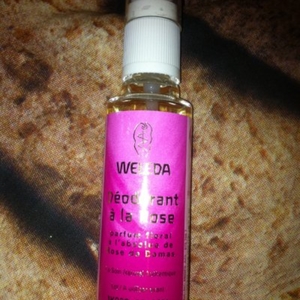 WELEDA
Déodorant
à la Rose
parfum floral
à l'absolue de
rose de Damas